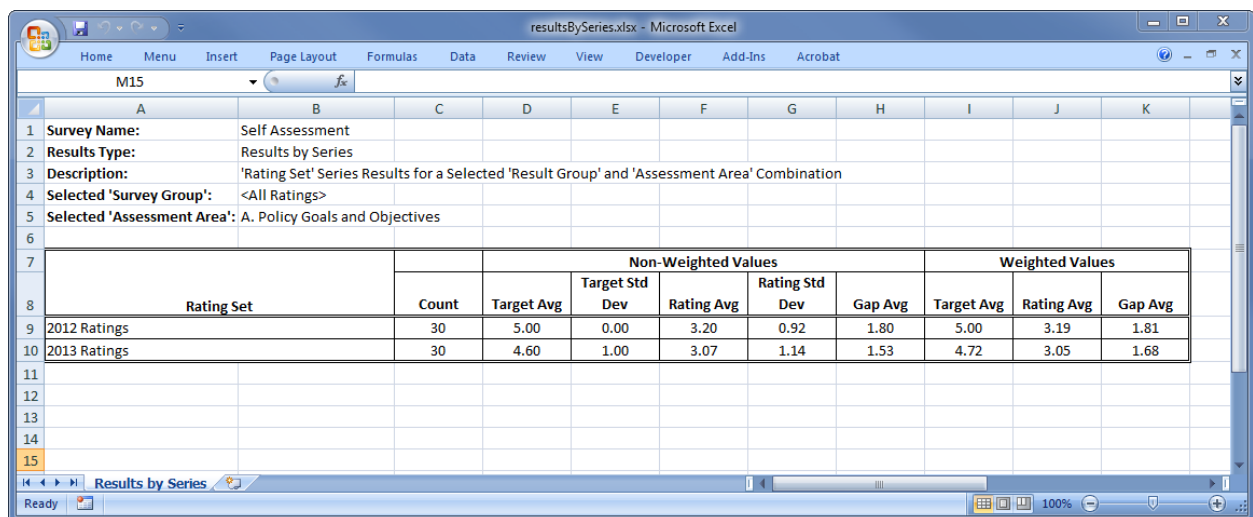 resultsBySeries.xlsx - Microsoft Excel
Home Menu Insert Page Layout Formulas Data Review View Developer Add-Ins Acrobat
M15 fx
A B C D E F G H I J K
1 Survey Name: Self Assessment
2 Results Type: Results by Series
3 Description: 'Rating Set' Series Results for a Selected 'Result Group' and 'Assessment Area' Combination
4 Selected 'Survey Group': <All Ratings>
5 Selected 'Assessment Area': A. Policy Goals and Objectives
6
7 Non-Weighted Values Weighted Values
Target Std Rating Std
8 Rating Set Count Target Avg Dev Rating Avg Dev Gap Avg Target Avg Rating Avg Gap Avg
9 2012 Ratings 30 5.00 0.00 3.20 0.92 1.80 5.00 3.19 1.81
10 2013 Ratings 30 4.60 1.00 3.07 1.14 1.53 4.72 3.05 1.68
11
12
13
14
15
Results by Series
Ready 100%